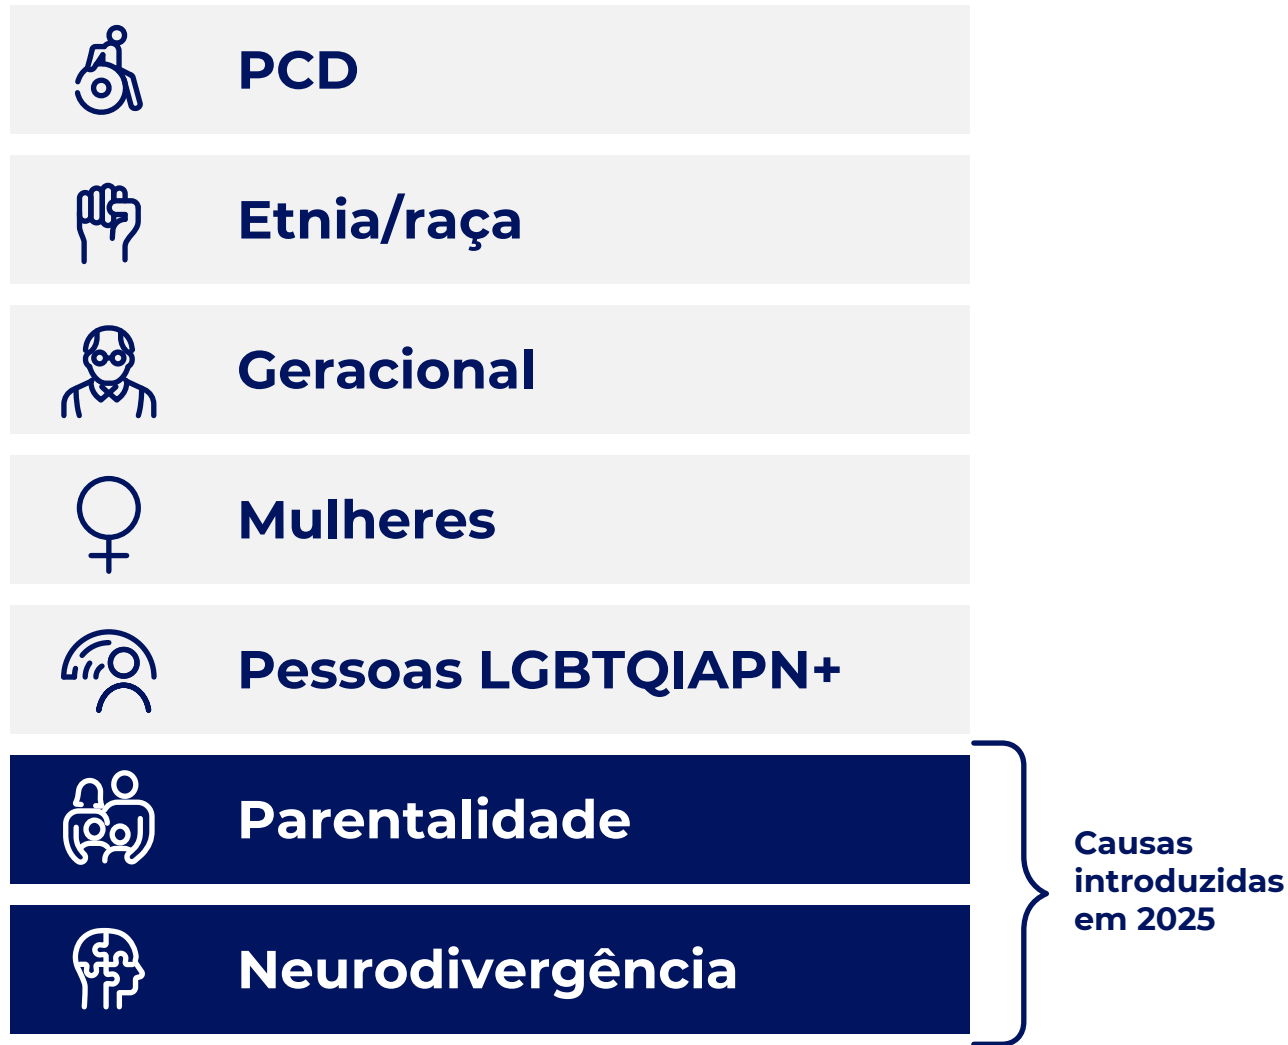 PCD
Etnia/raça
Geracional
Mulheres
Pessoas LGBTQIAPN+
Parentalidade
Neurodivergência
Causas
introduzidas
em 2025